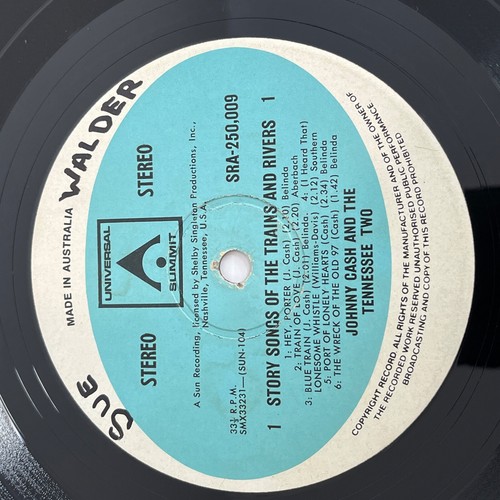 SUE WALDER
MADE IN AUSTRALIA
UNIVERSAL
SUMMIT
STEREO STEREO
A Sun Recording, licensed by Shelby Singleton Productions, Inc.,
Nashville, Tennessee, U.S.A.
33⅓ R.P.M.
SMX33231—(SUN-104) SRA-250,009
1 STORY SONGS OF THE TRAINS AND RIVERS 1
1: HEY, PORTER (J. Cash) (2.10) Belinda
2: TRAIN OF LOVE (Cash) (2.20) Aberbach
3: BLUE TRAIN (J. Cash) (2.01) Belinda. 4: (I Heard That)
LONESOME WHISTLE (Williams-Davis) (2.12) Southern
5: PORT OF LONELY HEARTS (Cash) (2.34) Belinda
6: THE WRECK OF THE OLD 97 (Cash) (1.42) Belinda
JOHNNY CASH AND THE
TENNESSEE TWO
COPYRIGHT RECORD ALL RIGHTS OF THE MANUFACTURER AND OF THE OWNER OF
THE RECORDED WORK RESERVED UNAUTHORISED PUBLIC PERFORMANCE
BROADCASTING AND COPY OF THIS RECORD PROHIBITED